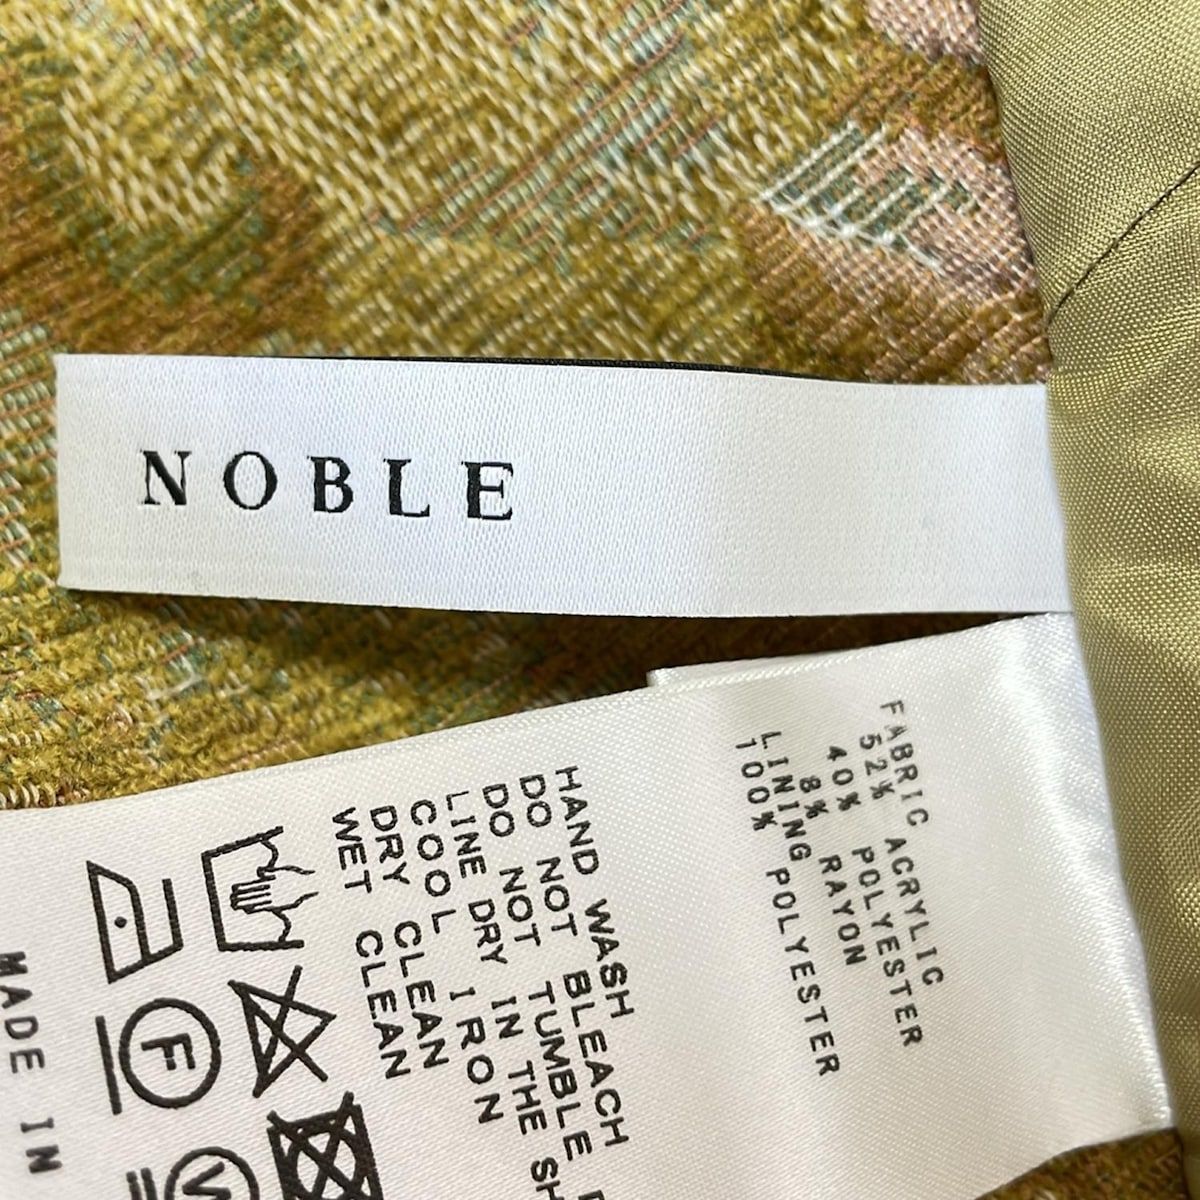 NOBLE
FABRIC
52% ACRYLIC
40% POLYESTER
8% RAYON
LINING
100% POLYESTER
HAND WASH
DO NOT BLEACH
DO NOT TUMBLE
LINE DRY IN THE
COOL IRON
DRY CLEAN
WET CLEAN
F
W
MADE IN